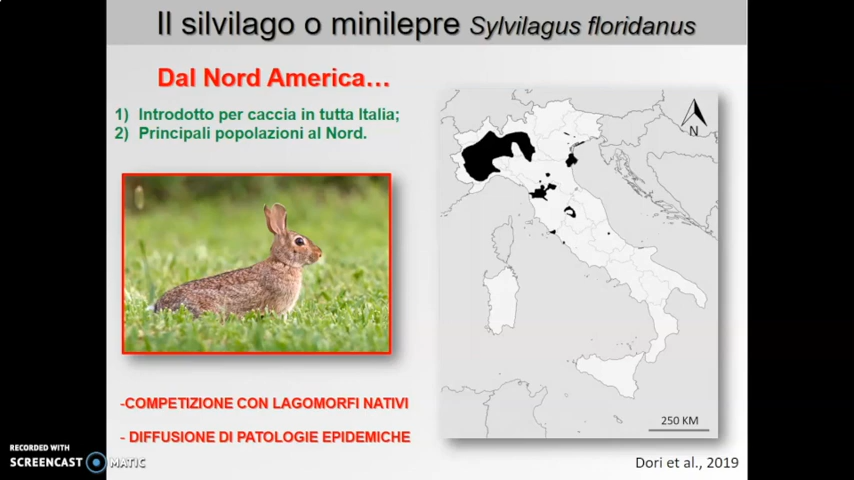 Il silvilago o minilepre Sylvilagus floridanus
Dal Nord America…
1) Introdotto per caccia in tutta Italia;
2) Principali popolazioni al Nord.
N
-COMPETIZIONE CON LAGOMORFI NATIVI
- DIFFUSIONE DI PATOLOGIE EPIDEMICHE
250 KM
Dori et al., 2019
RECORDED WITH
SCREENCAST MATIC